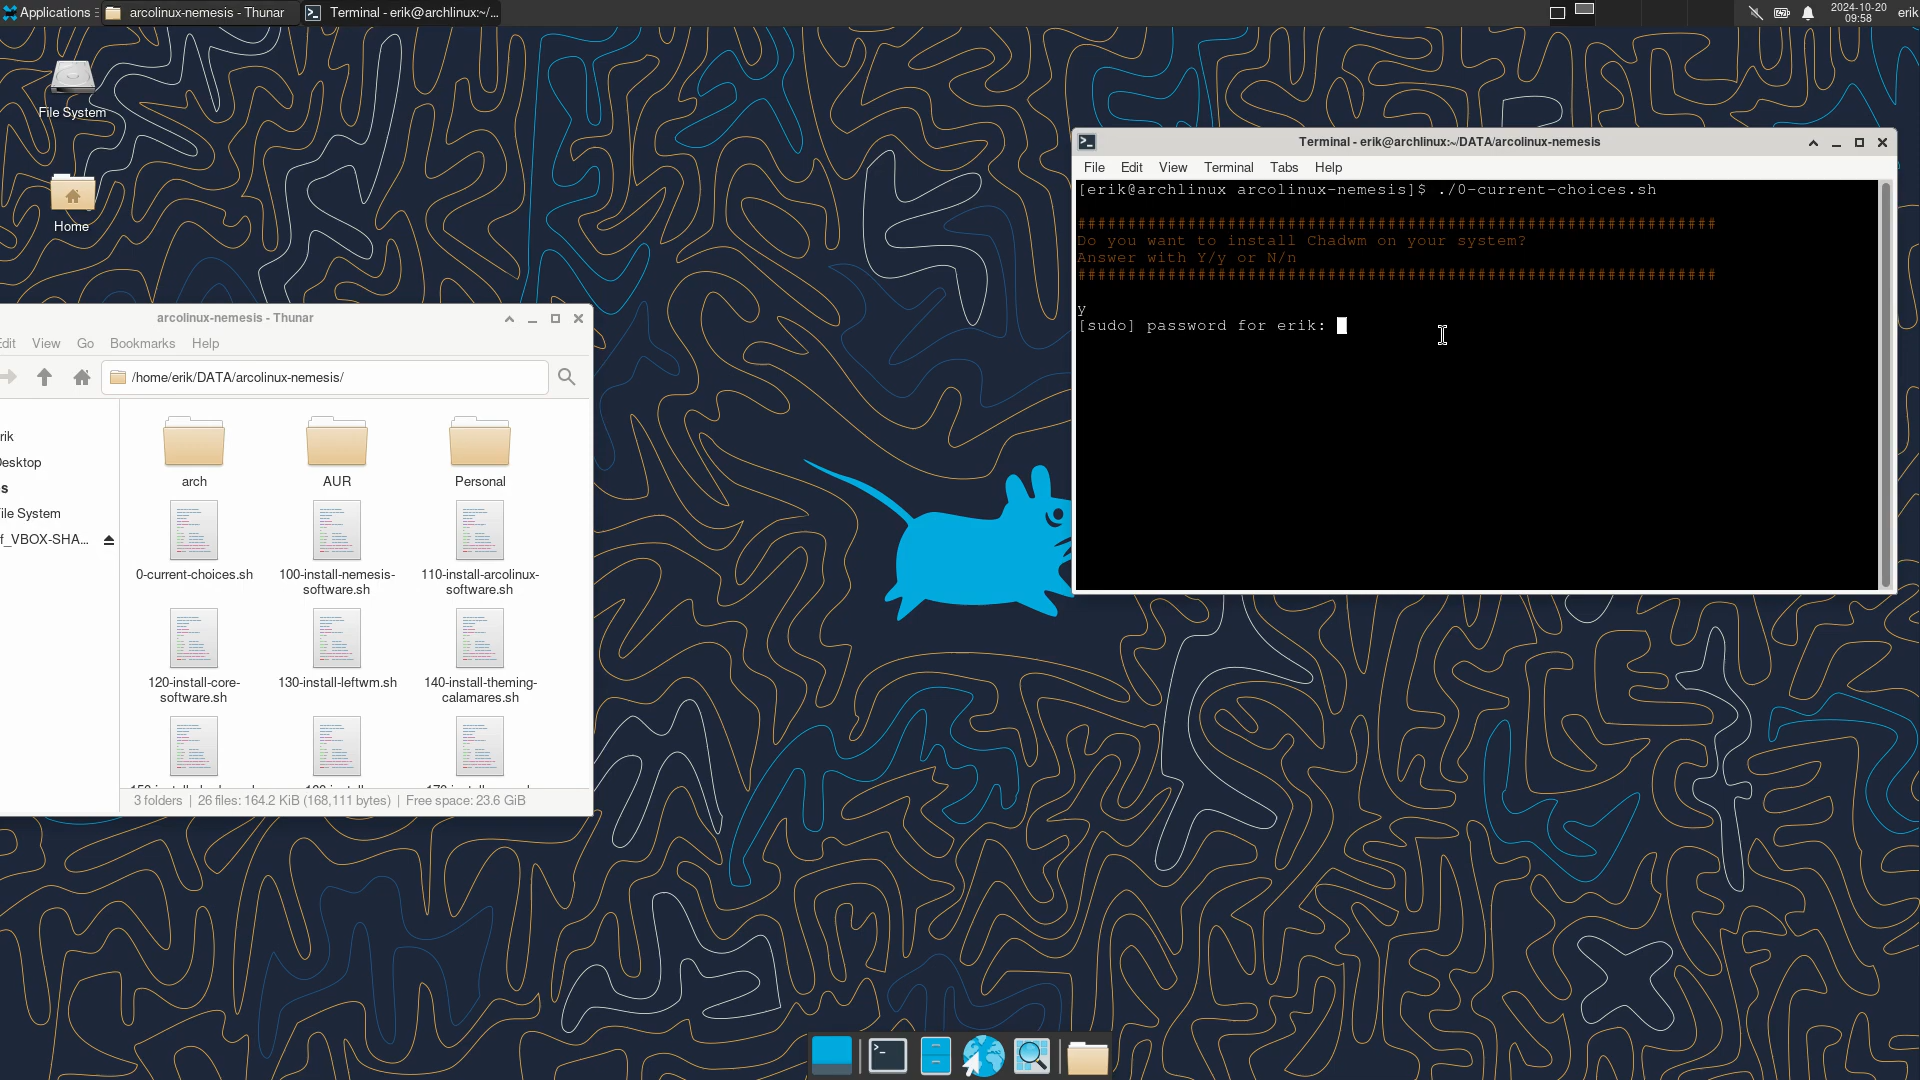 Applications
arcolinux-nemesis - Thunar
Terminal - erik@archlinux:~/...
2024-10-20
09:58
erik
File System
Home
Terminal - erik@archlinux:~/DATA/arcolinux-nemesis
File Edit View Terminal Tabs Help
[erik@archlinux arcolinux-nemesis]$ ./0-current-choices.sh
################################################################
Do you want to install Chadwm on your system?
Answer with Y/y or N/n
################################################################
y
[sudo] password for erik:
arcolinux-nemesis - Thunar
dit View Go Bookmarks Help
/home/erik/DATA/arcolinux-nemesis/
rik
Desktop
s
ile System
f_VBOX-SHA...
arch AUR Personal
0-current-choices.sh
100-install-nemesis-
software.sh
110-install-arcolinux-
software.sh
120-install-core-
software.sh
130-install-leftwm.sh
140-install-theming-
calamares.sh
3 folders | 26 files: 164.2 KiB (168,111 bytes) | Free space: 23.6 GiB